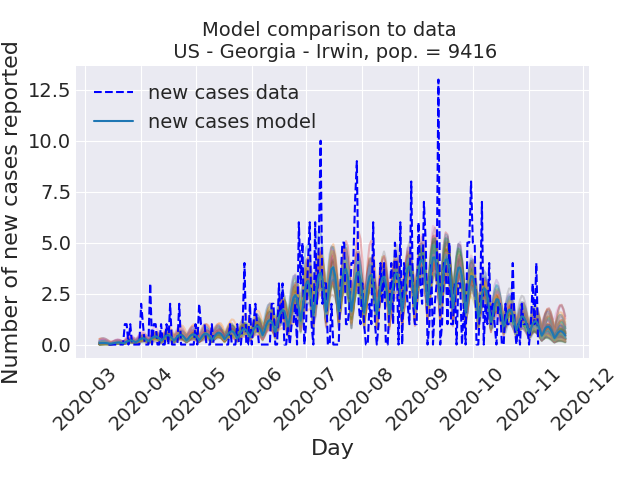 Model comparison to data
US - Georgia - Irwin, pop. = 9416
Number of new cases reported
12.5
10.0
7.5
5.0
2.5
0.0
new cases data
new cases model
2020-03
2020-04
2020-05
2020-06
2020-07
2020-08
2020-09
2020-10
2020-11
2020-12
Day